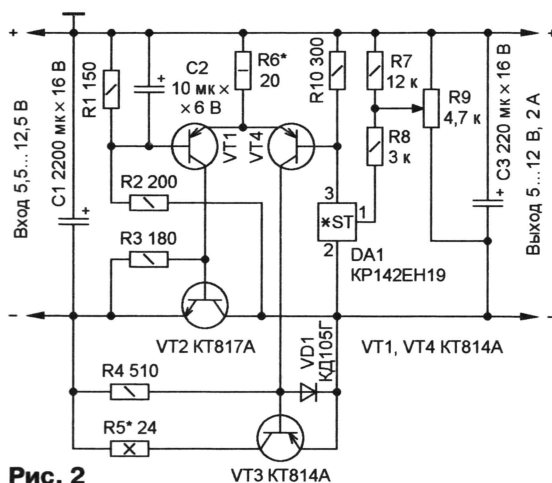 +
+
R1 150
C2
10 мк ×
× 6 В
R6*
20
R10 300
R7
12 к
R9
4,7 к
R8
3 к
C1 2200 мк × 16 В
+
+
Вход 5,5... 12,5 В
VT1
VT4
R2 200
R3 180
3
*ST
1
2
DA1
КР142ЕН19
C3 220 мк × 16 В
+
Выход 5...12 В, 2 А
–
–
VT2 КТ817А
VD1
КД105Г
VT1, VT4 КТ814А
R4 510
R5* 24
VT3 КТ814А
Рис. 2